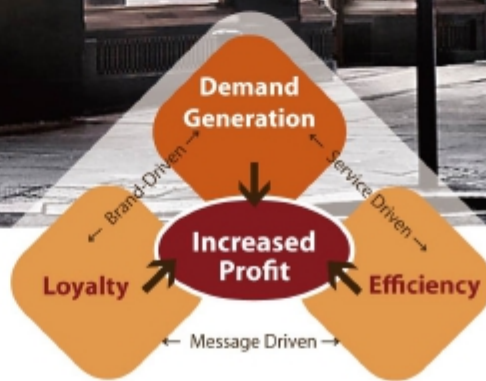 Demand
Generation
Brand-Driven
Service Driven
Increased
Profit
Loyalty
Efficiency
Message Driven